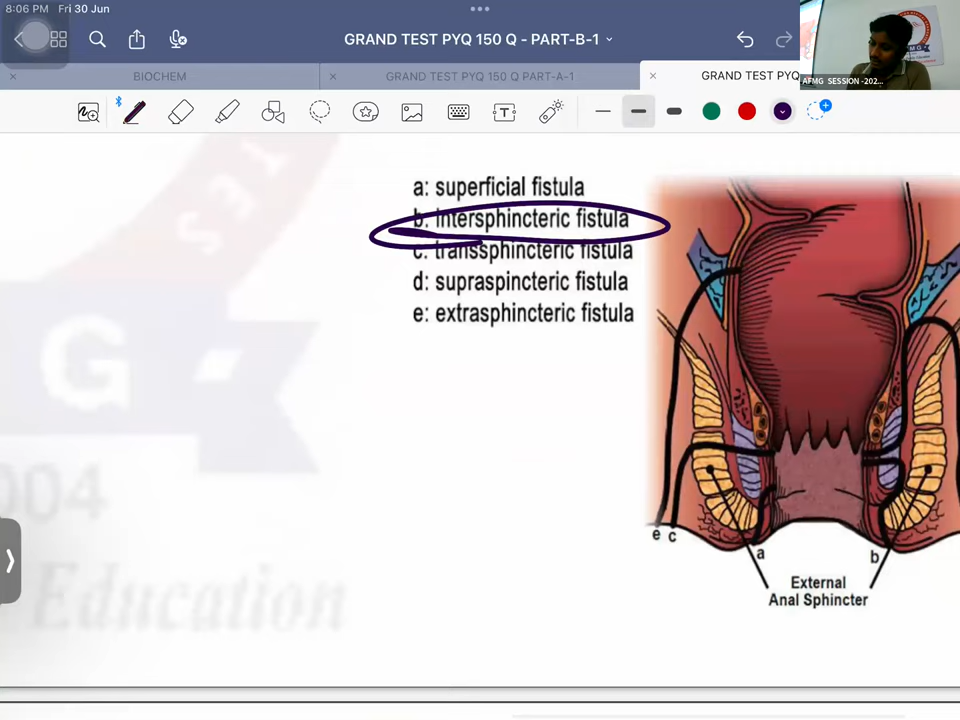 8:06 PM Fri 30 Jun
GRAND TEST PYQ 150 Q - PART-B-1
BIOCHEM
GRAND TEST PYQ 150 Q PART-A-1
GRAND TEST PYQ
AFMG SESSION -202...
a: superficial fistula
b: intersphincteric fistula
c: transsphincteric fistula
d: supraspincteric fistula
e: extrasphincteric fistula
TES
G
004
Education
e c
a
b
External
Anal Sphincter